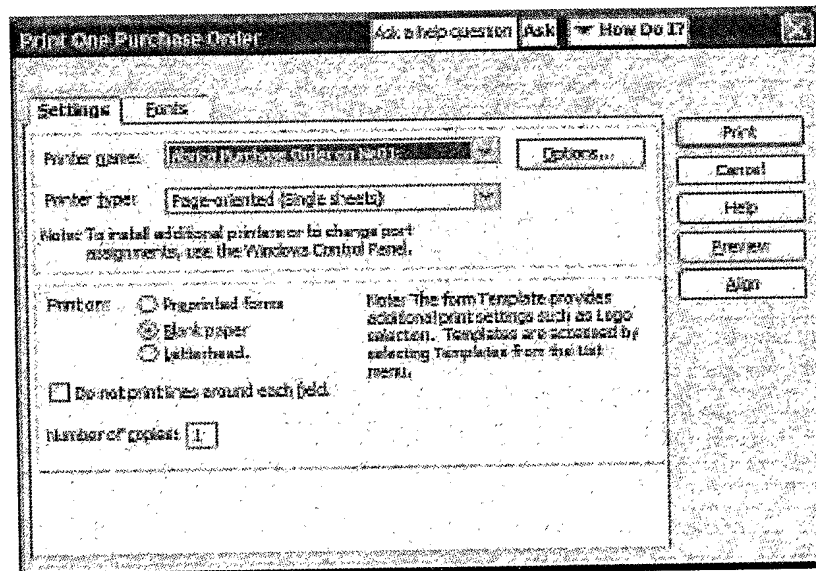 Print One Purchase Order
Ask a help question Ask How Do I?
Settings Fonts
Printer name: Purchase Order on Options...
Printer type: Page-oriented (Single sheets)
Note: To install additional printers or to change port
assignments, use the Windows Control Panel.
Print on: Preprinted forms
Blank paper
Letterhead.
Note: The form Template provides
additional print settings such as Logo
selection. Templates are accessed by
selecting Templates from the List
menu.
Do not print lines around each field.
Number of copies: 1
Print
Cancel
Help
Preview
Align